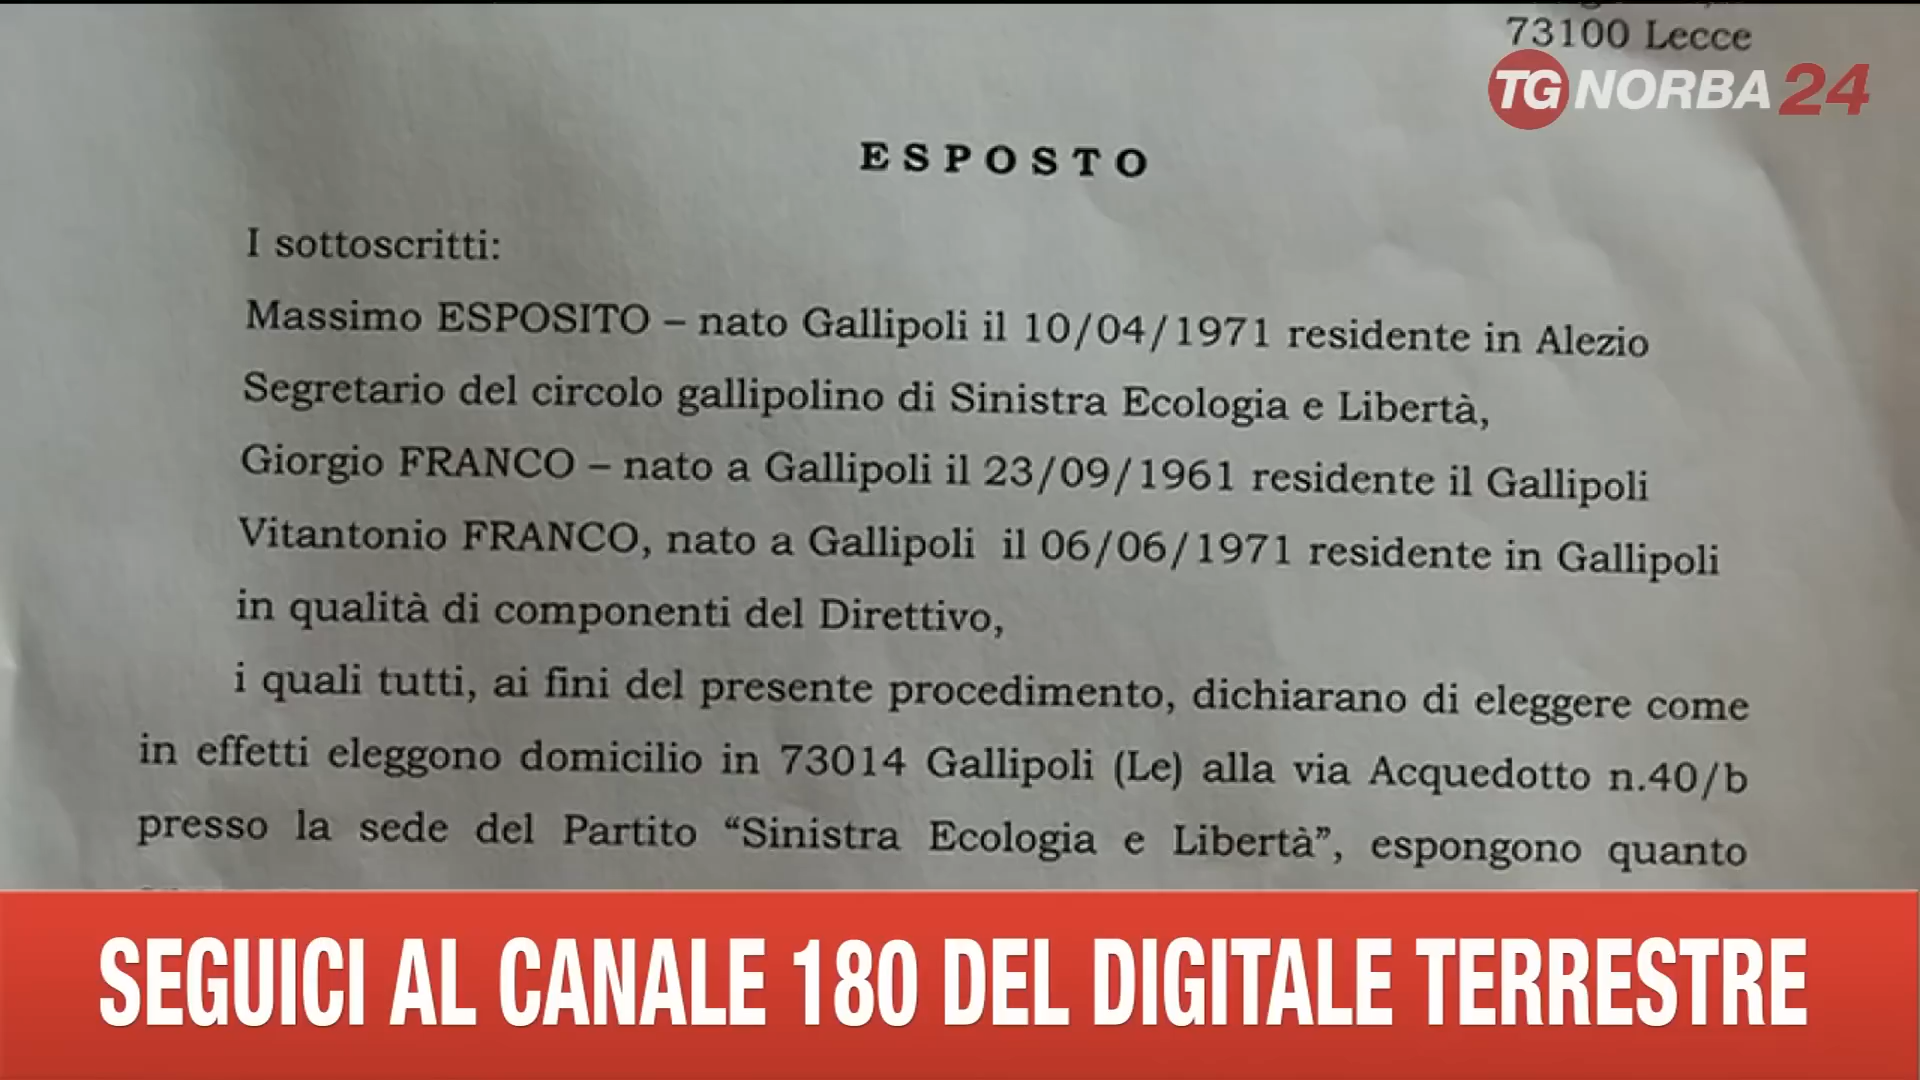 73100 Lecce
TG NORBA 24
ESPOSTO
I sottoscritti:
Massimo ESPOSITO – nato Gallipoli il 10/04/1971 residente in Alezio
Segretario del circolo gallipolino di Sinistra Ecologia e Libertà,
Giorgio FRANCO – nato a Gallipoli il 23/09/1961 residente il Gallipoli
Vitantonio FRANCO, nato a Gallipoli il 06/06/1971 residente in Gallipoli
in qualità di componenti del Direttivo,
i quali tutti, ai fini del presente procedimento, dichiarano di eleggere come
in effetti eleggono domicilio in 73014 Gallipoli (Le) alla via Acquedotto n.40/b
presso la sede del Partito “Sinistra Ecologia e Libertà”, espongono quanto
SEGUICI AL CANALE 180 DEL DIGITALE TERRESTRE